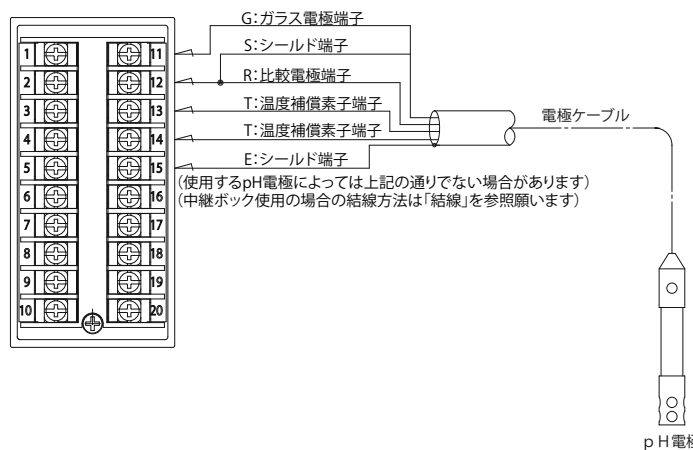 G:ガラス電極端子
S:シールド端子
R:比較電極端子
T:温度補償素子端子
T:温度補償素子端子
E:シールド端子
(使用するpH電極によっては上記の通りでない場合があります)
(中継ボック使用の場合の結線方法は「結線」を参照願います)
電極ケーブル
1 11
2 12
3 13
4 14
5 15
6 16
7 17
8 18
9 19
10 20
pH電極